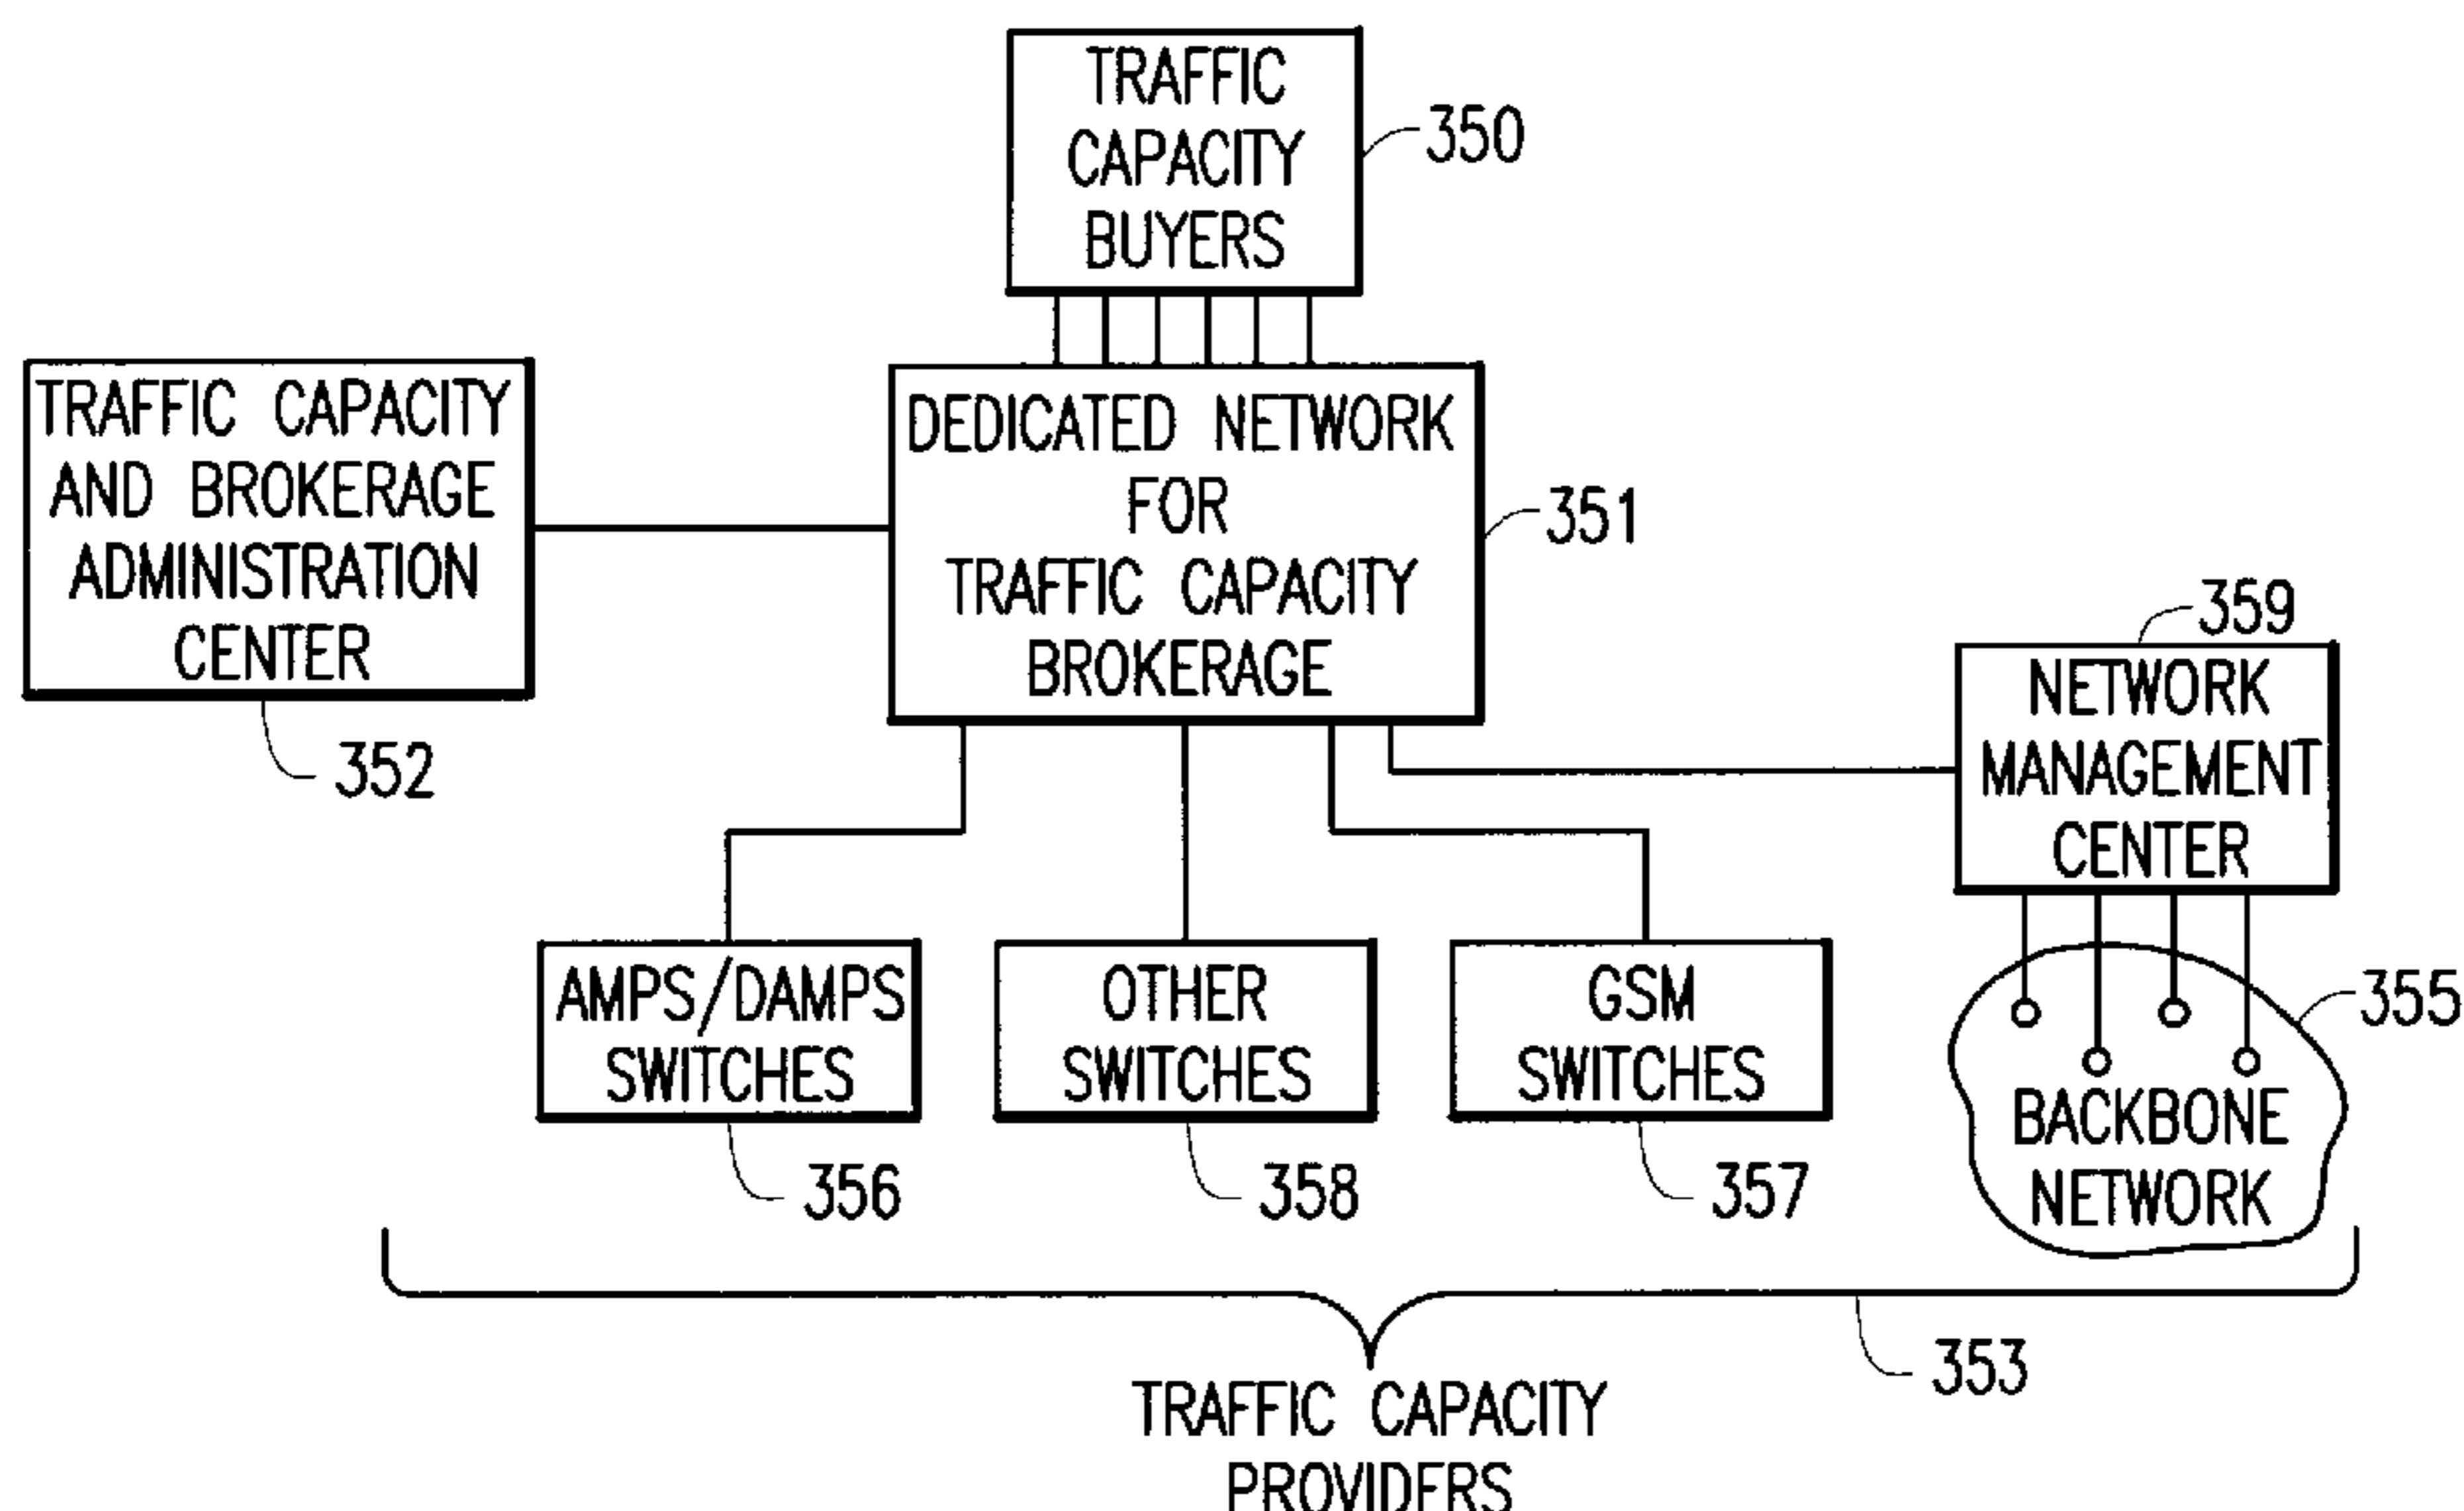 TRAFFIC
CAPACITY
BUYERS
350
TRAFFIC CAPACITY
AND BROKERAGE
ADMINISTRATION
CENTER
352
DEDICATED NETWORK
FOR
TRAFFIC CAPACITY
BROKERAGE
351
359
NETWORK
MANAGEMENT
CENTER
AMPS/DAMPS
SWITCHES
356
OTHER
SWITCHES
358
GSM
SWITCHES
357
355
BACKBONE
NETWORK
353
TRAFFIC CAPACITY
PROVIDERS